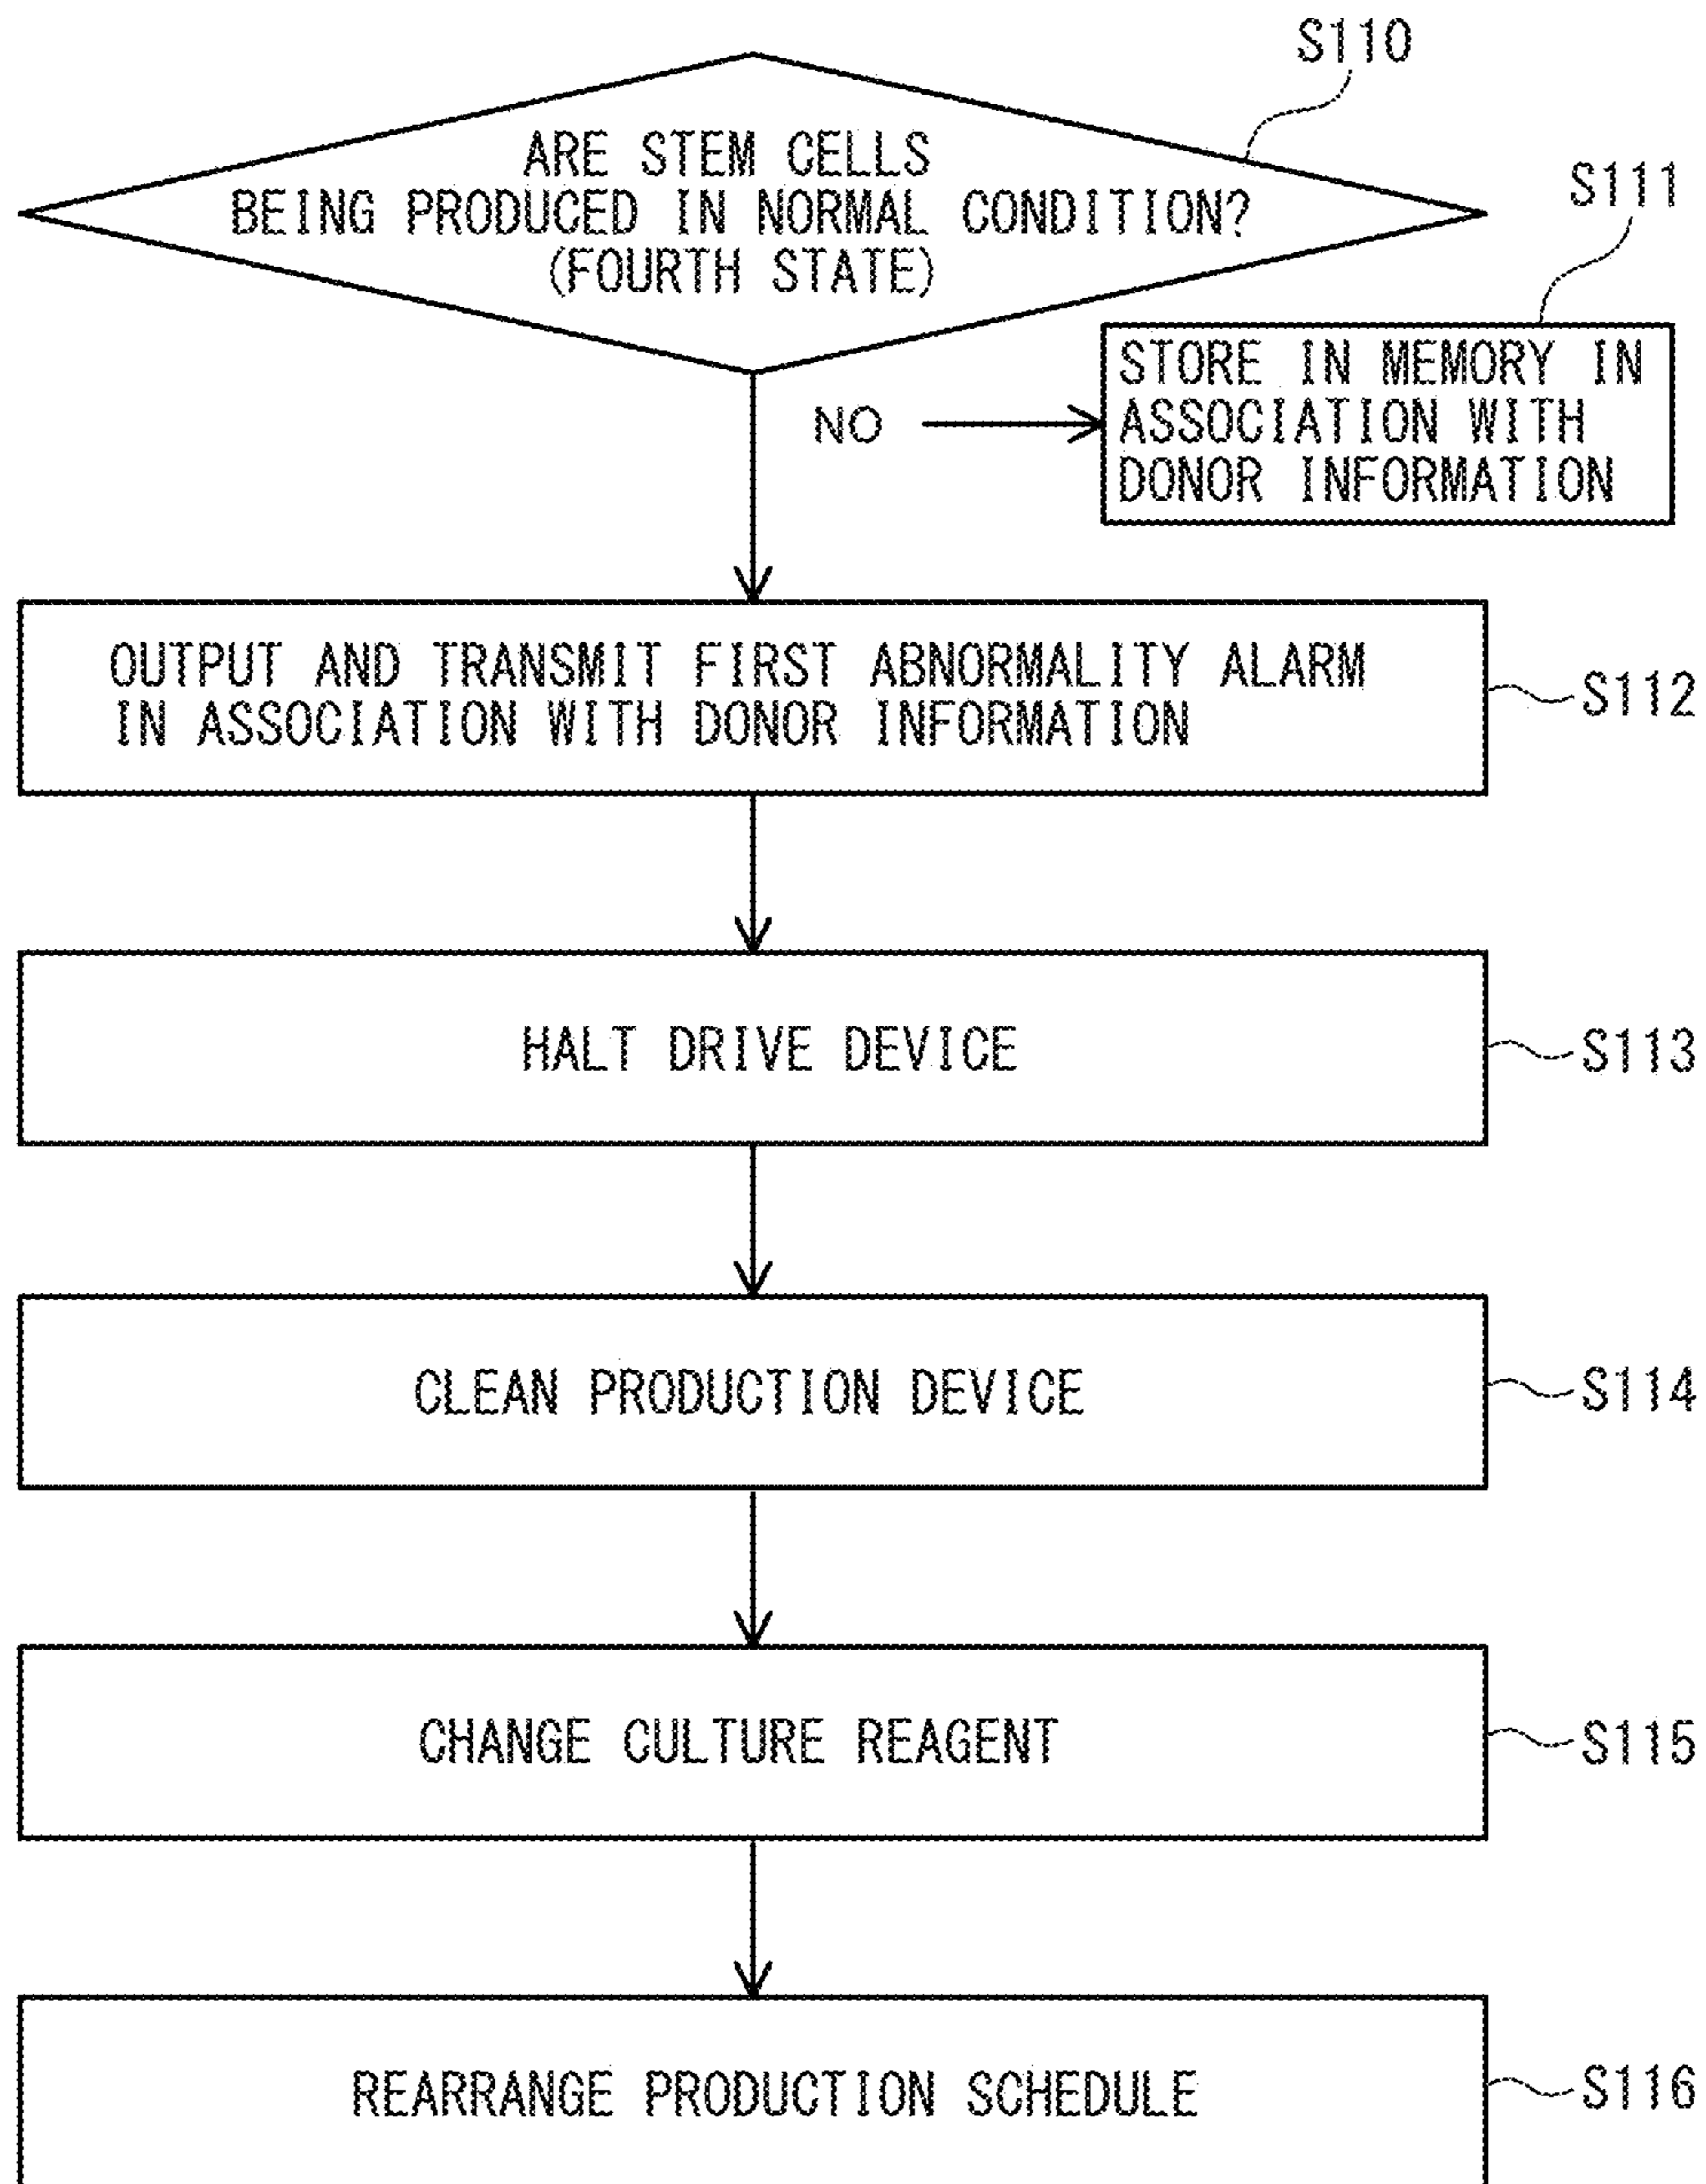 S110
ARE STEM CELLS
BEING PRODUCED IN NORMAL CONDITION?
(FOURTH STATE)
S111
NO
STORE IN MEMORY IN
ASSOCIATION WITH
DONOR INFORMATION
OUTPUT AND TRANSMIT FIRST ABNORMALITY ALARM
IN ASSOCIATION WITH DONOR INFORMATION
S112
HALT DRIVE DEVICE
S113
CLEAN PRODUCTION DEVICE
S114
CHANGE CULTURE REAGENT
S115
REARRANGE PRODUCTION SCHEDULE
S116